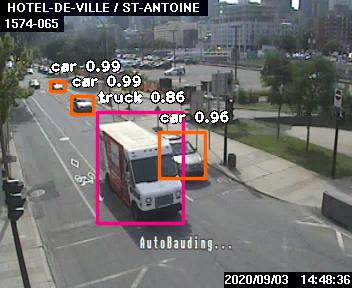 HOTEL-DE-VILLE / ST-ANTOINE
1574-065
car 0.99
car 0.99
truck 0.86
car 0.96
AutoBauding...
2020/09/03 14:48:36